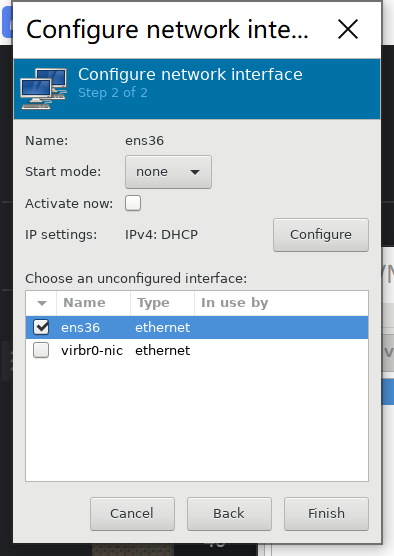 Configure network inte...
Configure network interface
Step 2 of 2
Name: ens36
Start mode: none
Activate now:
IP settings: IPv4: DHCP Configure
Choose an unconfigured interface:
Name Type In use by
ens36 ethernet
virbr0-nic ethernet
Cancel Back Finish